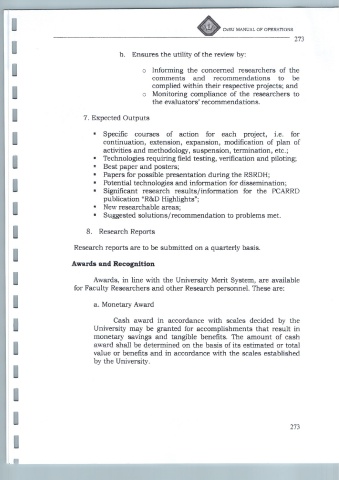 OSSU MANUAL OF OPERATIONS
273
b. Ensures the utility of the review by:
o Informing the concerned researchers of the
comments and recommendations to be
complied within their respective projects; and
o Monitoring compliance of the researchers to
the evaluators' recommendations.
7. Expected Outputs
• Specific courses of action for each project, i.e. for
continuation, extension, expansion, modification of plan of
activities and methodology, suspension, termination, etc.;
• Technologies requiring field testing, verification and piloting,
• Best paper and posters;
• Papers for possible presentation during the RSRDH;
• Potential technologies and information for dissemination;
• Significant research results/information for the PCARRD
publication "R&D Highlights";
• New researchable areas;
• Suggested solutions/recommendation to problems met.
8. Research Reports
Research reports are to be submitted on a quarterly basis.
Awards and Recognition
Awards, in line with the University Merit System, are available
for Faculty Researchers and other Research personnel. These are:
a. Monetary Award
Cash award in accordance with scales decided by the
University may be granted for accomplishments that result in
monetary savings and tangible benefits. The amount of cash
award shall be determined on the basis of its estimated or total
value or benefits and in accordance with the scales established
by the University.
273